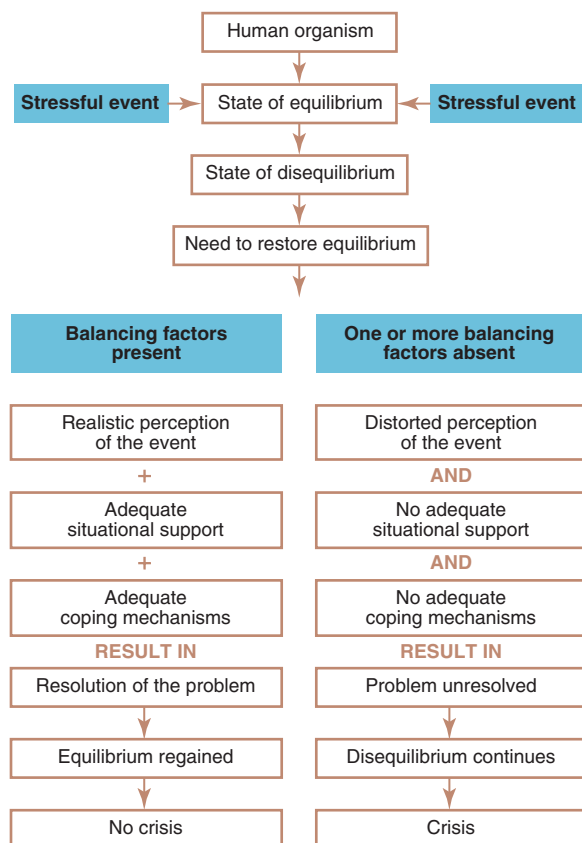 Human organism
Stressful event
State of equilibrium
Stressful event
State of disequilibrium
Need to restore equilibrium
Balancing factors
present
One or more balancing
factors absent
Realistic perception
of the event
Distorted perception
of the event
+
AND
Adequate
situational support
No adequate
situational support
+
AND
Adequate
coping mechanisms
No adequate
coping mechanisms
RESULT IN
RESULT IN
Resolution of the problem
Problem unresolved
Equilibrium regained
Disequilibrium continues
No crisis
Crisis